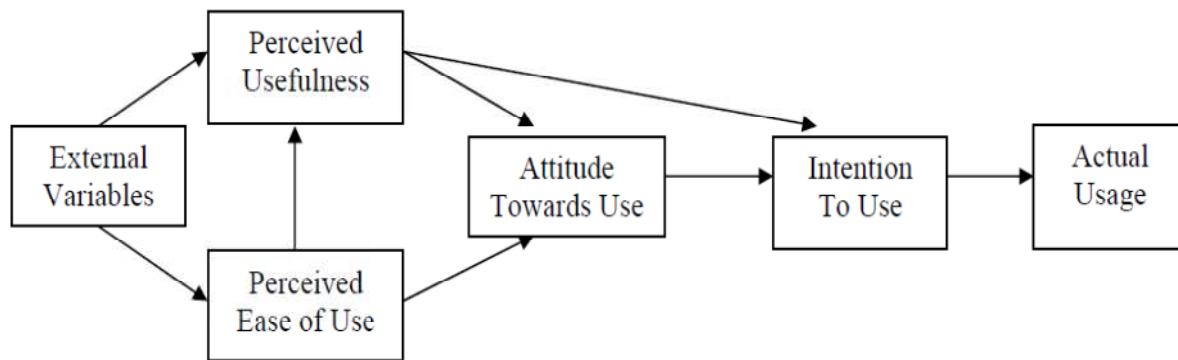 Perceived
Usefulness
External
Variables
Attitude
Towards Use
Intention
To Use
Actual
Usage
Perceived
Ease of Use